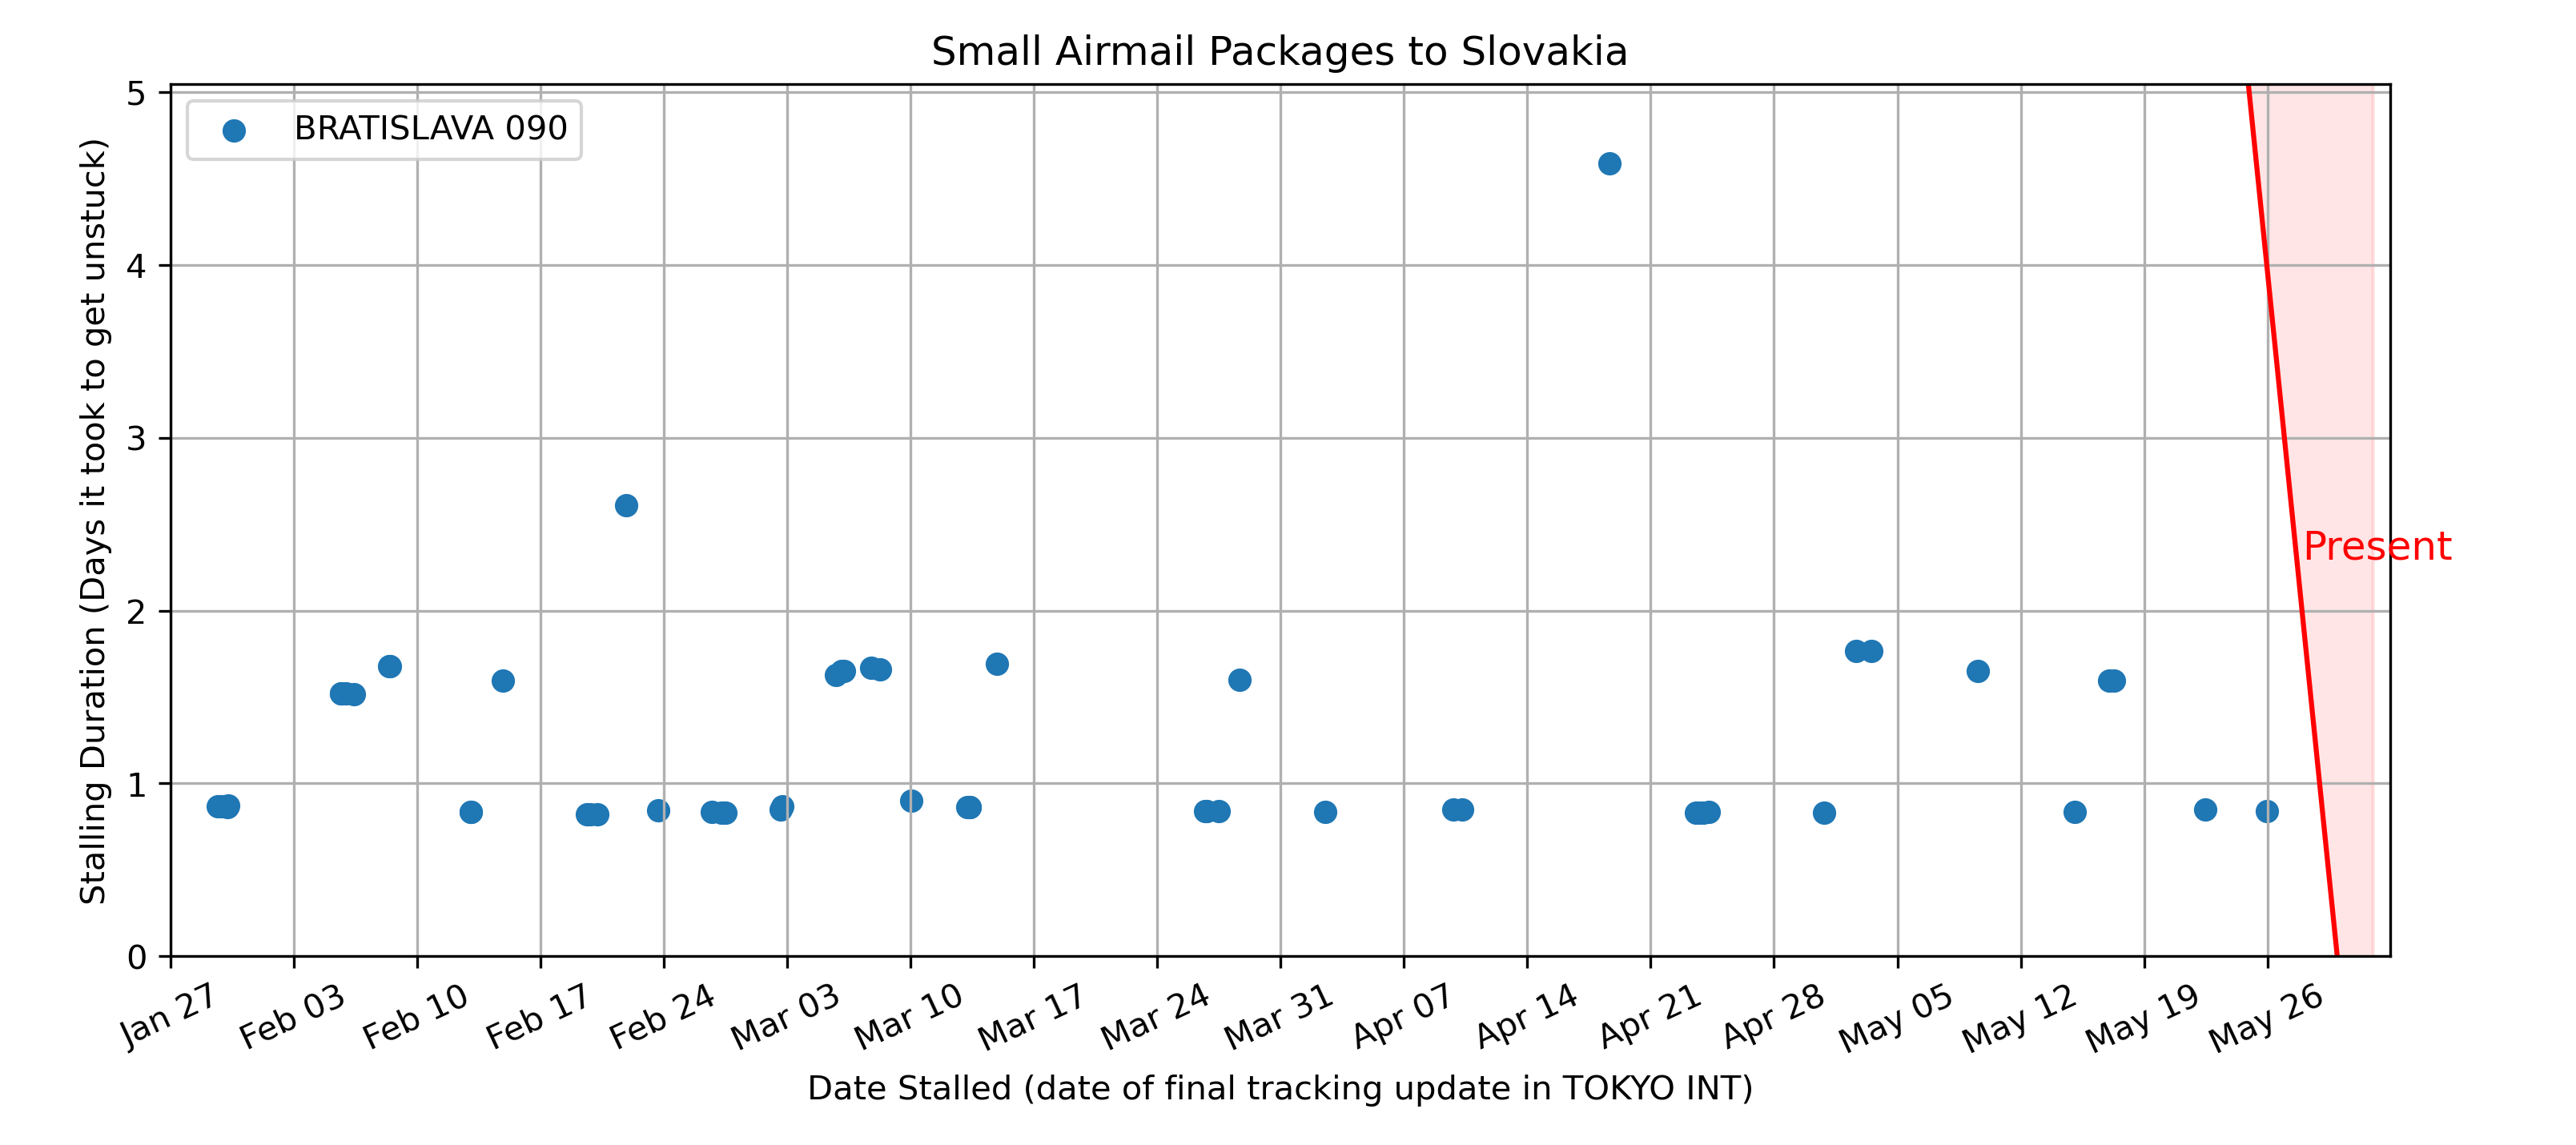 Small Airmail Packages to Slovakia
BRATISLAVA 090
Stalling Duration (Days it took to get unstuck)
5
4
3
2
1
0
Present
Jan 27
Feb 03
Feb 10
Feb 17
Feb 24
Mar 03
Mar 10
Mar 17
Mar 24
Mar 31
Apr 07
Apr 14
Apr 21
Apr 28
May 05
May 12
May 19
May 26
Date Stalled (date of final tracking update in TOKYO INT)